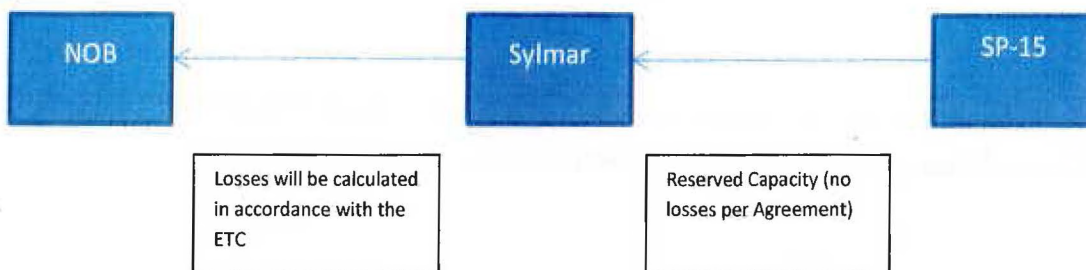 NOB
Sylmar
SP-15
Losses will be calculated
in accordance with the
ETC
Reserved Capacity (no
losses per Agreement)